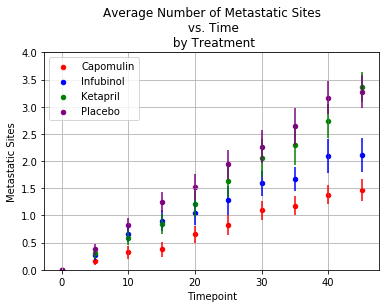 Average Number of Metastatic Sites
vs. Time
by Treatment
Metastatic Sites
4.0
3.5
3.0
2.5
2.0
1.5
1.0
0.5
0.0
Capomulin
Infubinol
Ketapril
Placebo
0 10 20 30 40
Timepoint